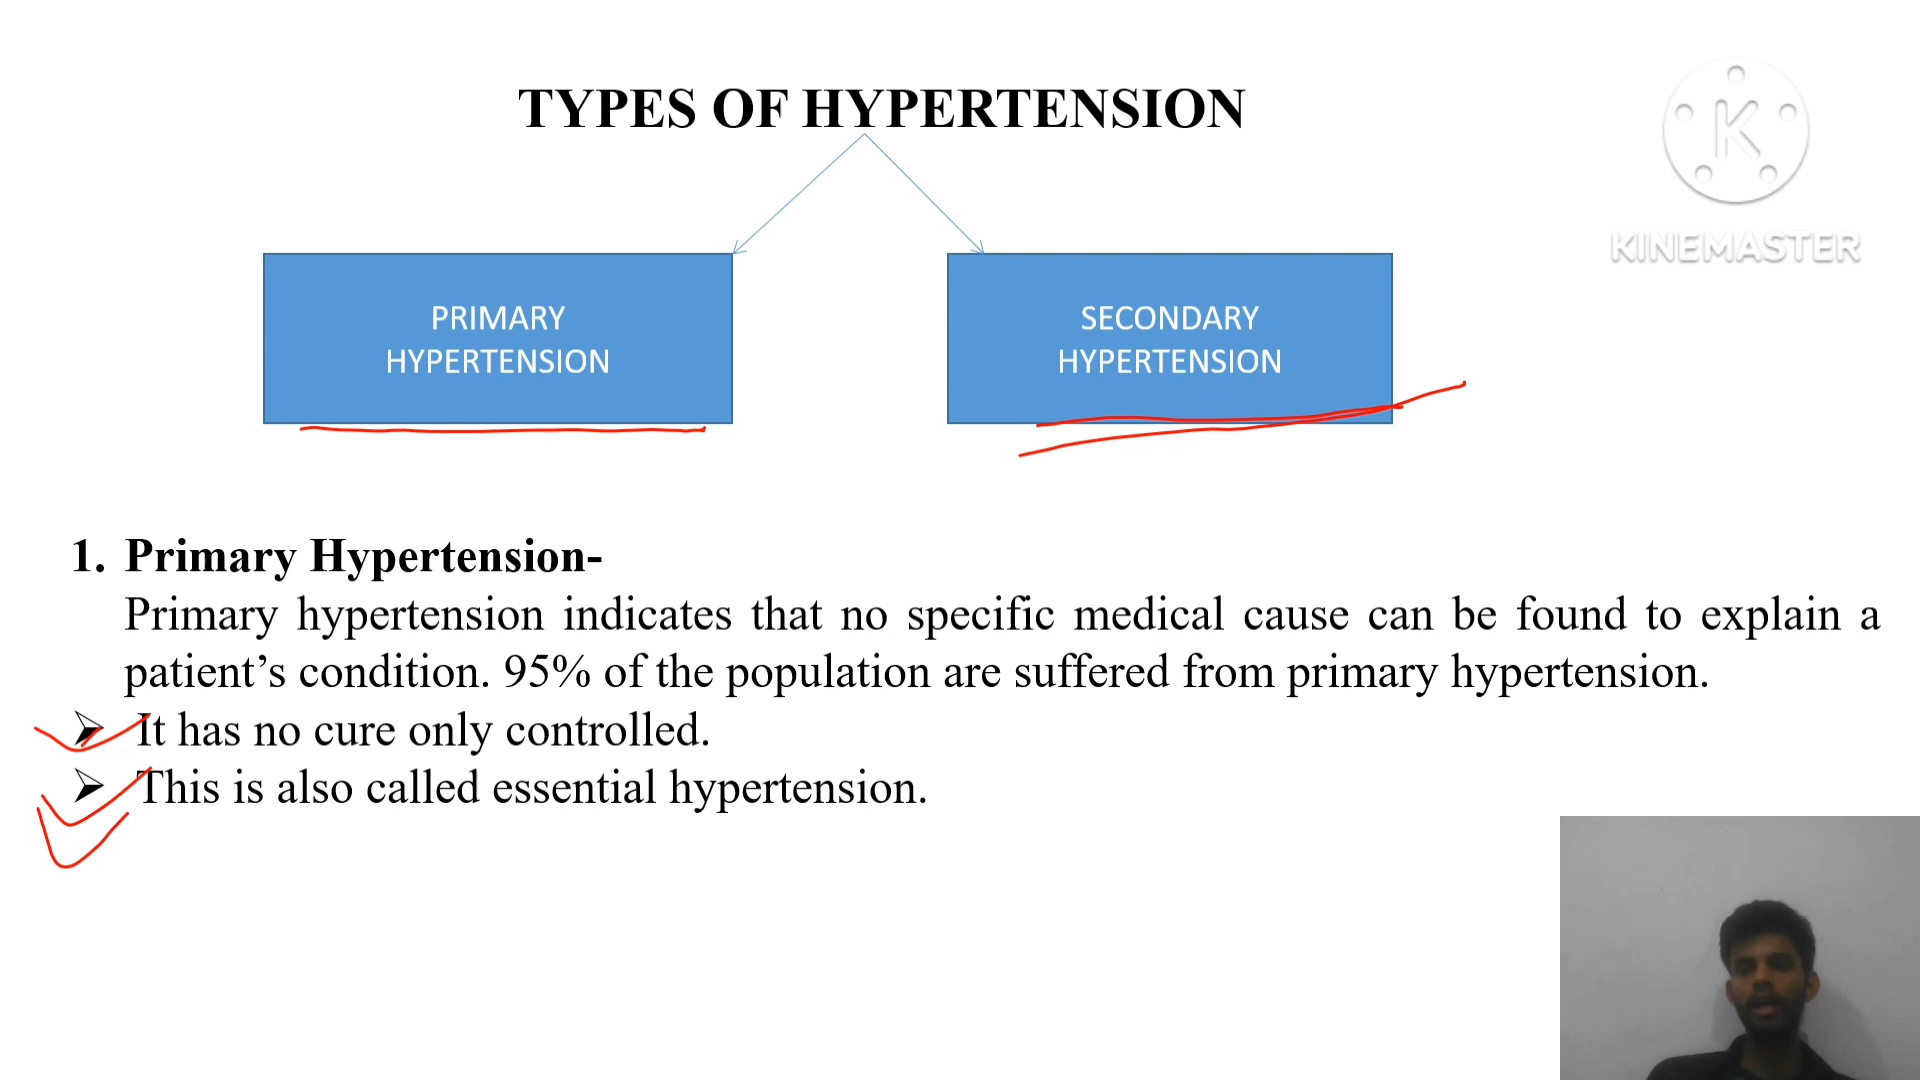 TYPES OF HYPERTENSION
K
KINEMASTER
PRIMARY
HYPERTENSION
SECONDARY
HYPERTENSION
1. Primary Hypertension-
Primary hypertension indicates that no specific medical cause can be found to explain a
patient’s condition. 95% of the population are suffered from primary hypertension.
➢ It has no cure only controlled.
➢ This is also called essential hypertension.